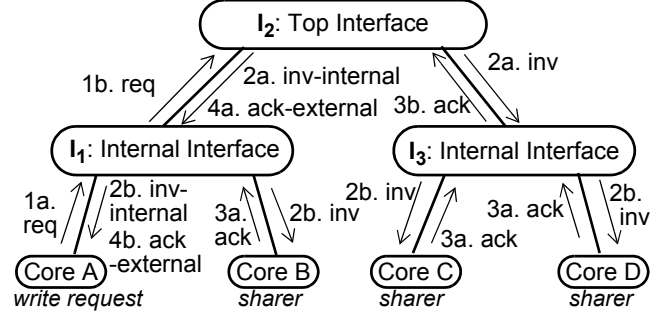 I2: Top Interface
1b. req
2a. inv-internal
4a. ack-external
2a. inv
3b. ack
I1: Internal Interface
I3: Internal Interface
1a.
req
2b. inv-
internal
4b. ack
-external
3a.
ack
2b. inv
2b. inv
3a. ack
3a. ack
2b.
inv
Core A
Core B
Core C
Core D
write request
sharer
sharer
sharer